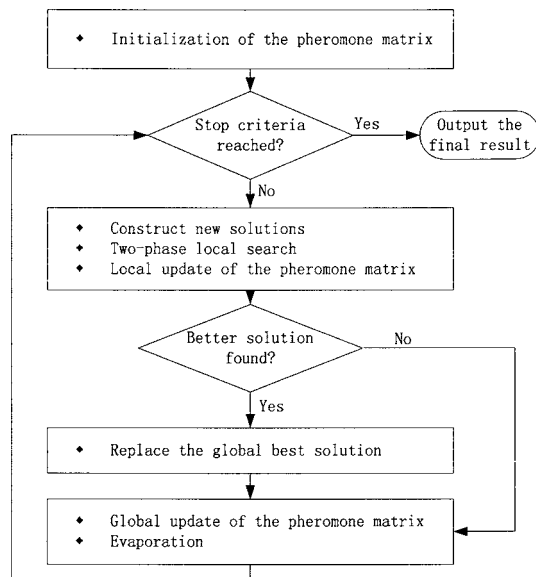 ◆ Initialization of the pheromone matrix
Stop criteria
reached?
Yes
Output the
final result
No
◆ Construct new solutions
◆ Two-phase local search
◆ Local update of the pheromone matrix
Better solution
found?
No
Yes
◆ Replace the global best solution
◆ Global update of the pheromone matrix
◆ Evaporation